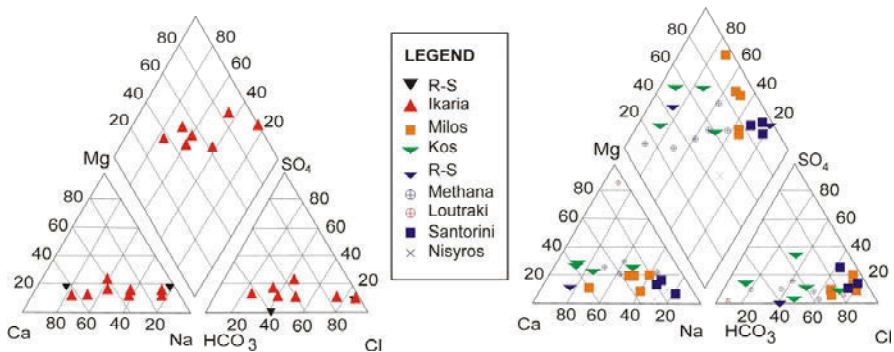 80
80
60
60
40
40
20
20
Mg
SO4
80
80
60
60
40
40
20
20
Ca
80 60 40 20
Na
HCO3
20 40 60 80
Cl
LEGEND
R-S
Ikaria
Milos
Kos
R-S
Methana
Loutraki
Santorini
Nisyros
80
80
60
60
40
40
20
20
Mg
SO4
80
80
60
60
40
40
20
20
Ca
80 60 40 20
Na
HCO3
20 40 60 80
Cl